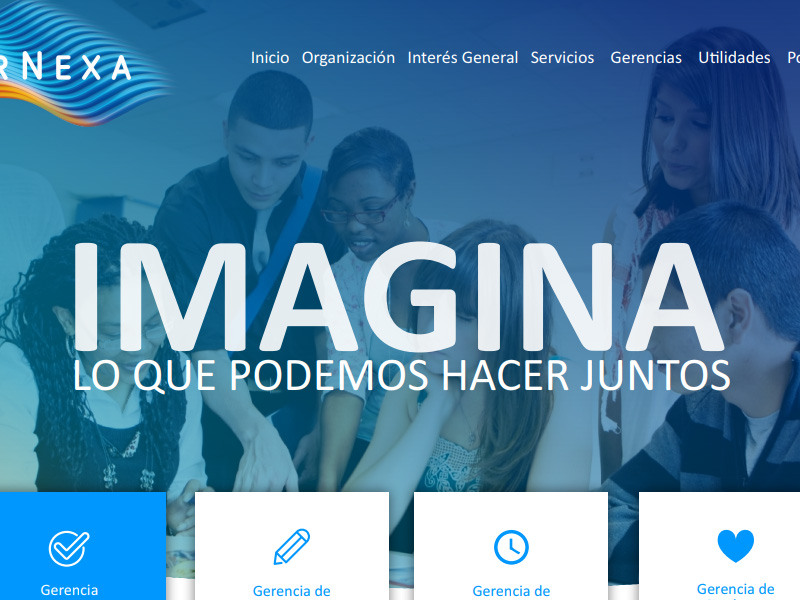 RNEXA
Inicio Organización Interés General Servicios Gerencias Utilidades
IMAGINA
LO QUE PODEMOS HACER JUNTOS
Gerencia
Gerencia de
Gerencia de
Gerencia de